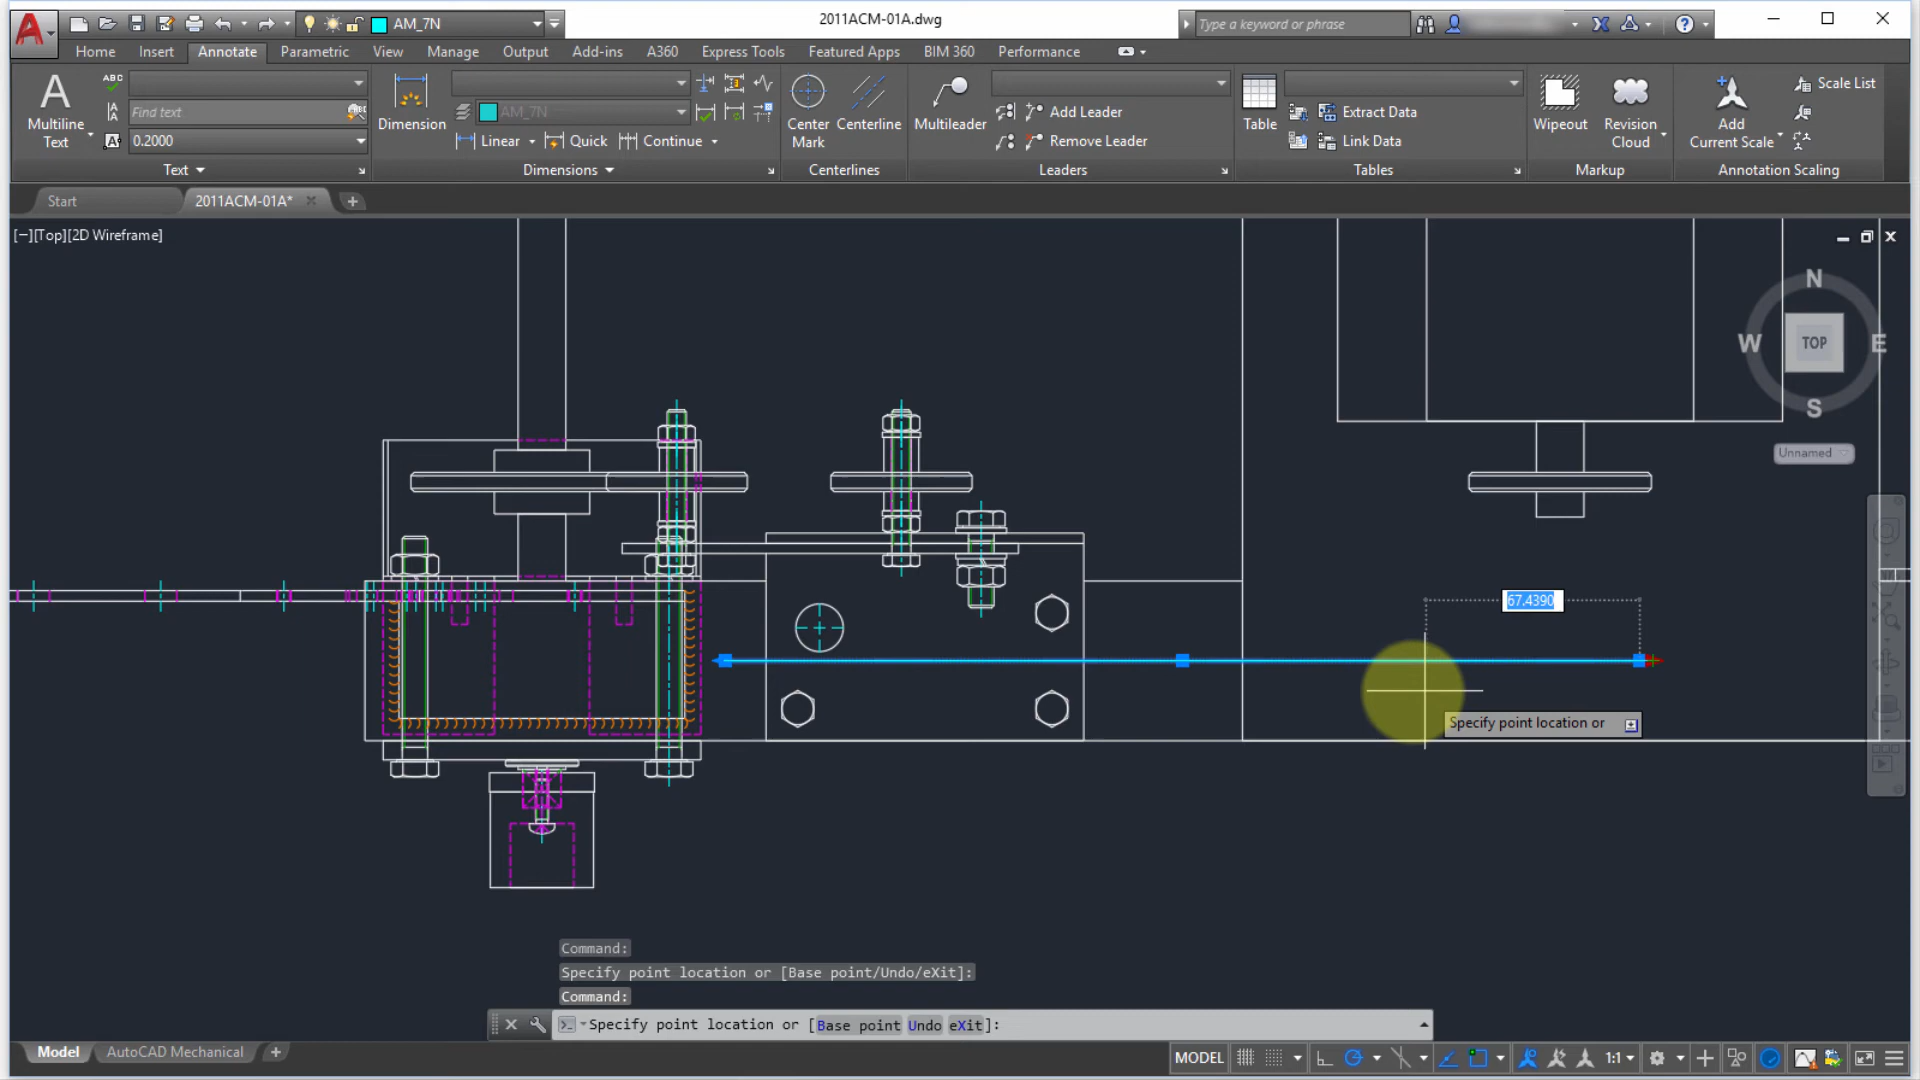 AM_7N
2011ACM-01A.dwg
Type a keyword or phrase
Home Insert Annotate Parametric View Manage Output Add-ins A360 Express Tools Featured Apps BIM 360 Performance
A
ABC
Multiline Text
Find text
0.2000
Text
Dimension
AM_7N
Linear Quick Continue
Dimensions
Center Mark
Centerline
Centerlines
Multileader
Add Leader
Remove Leader
Leaders
Table
Extract Data
Link Data
Tables
Wipeout
Revision Cloud
Markup
Add Current Scale
Scale List
Annotation Scaling
Start 2011ACM-01A*
[−][Top][2D Wireframe]
N
W TOP E
S
Unnamed
67.4390
Specify point location or
Command:
Specify point location or [Base point/Undo/eXit]:
Command:
Specify point location or [Base point Undo eXit]:
Model AutoCAD Mechanical
MODEL 1:1